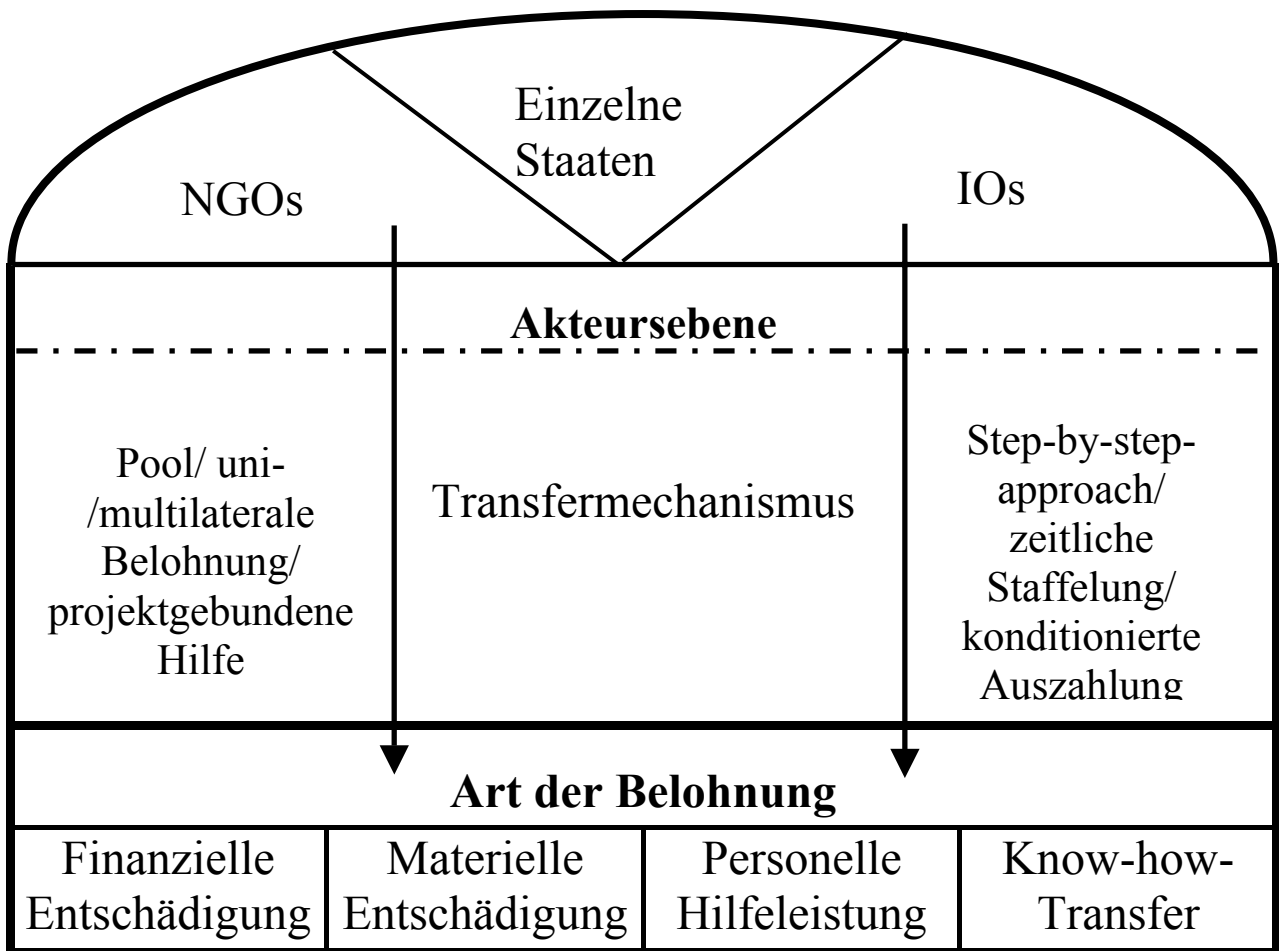 Einzelne
Staaten
NGOs
IOs
Akteursebene
Pool/ uni-
/multilaterale
Belohnung/
projektgebundene
Hilfe
Transfermechanismus
Step-by-step-
approach/
zeitliche
Staffelung/
konditionierte
Auszahlung
Art der Belohnung
Finanzielle
Entschädigung
Materielle
Entschädigung
Personelle
Hilfeleistung
Know-how-
Transfer